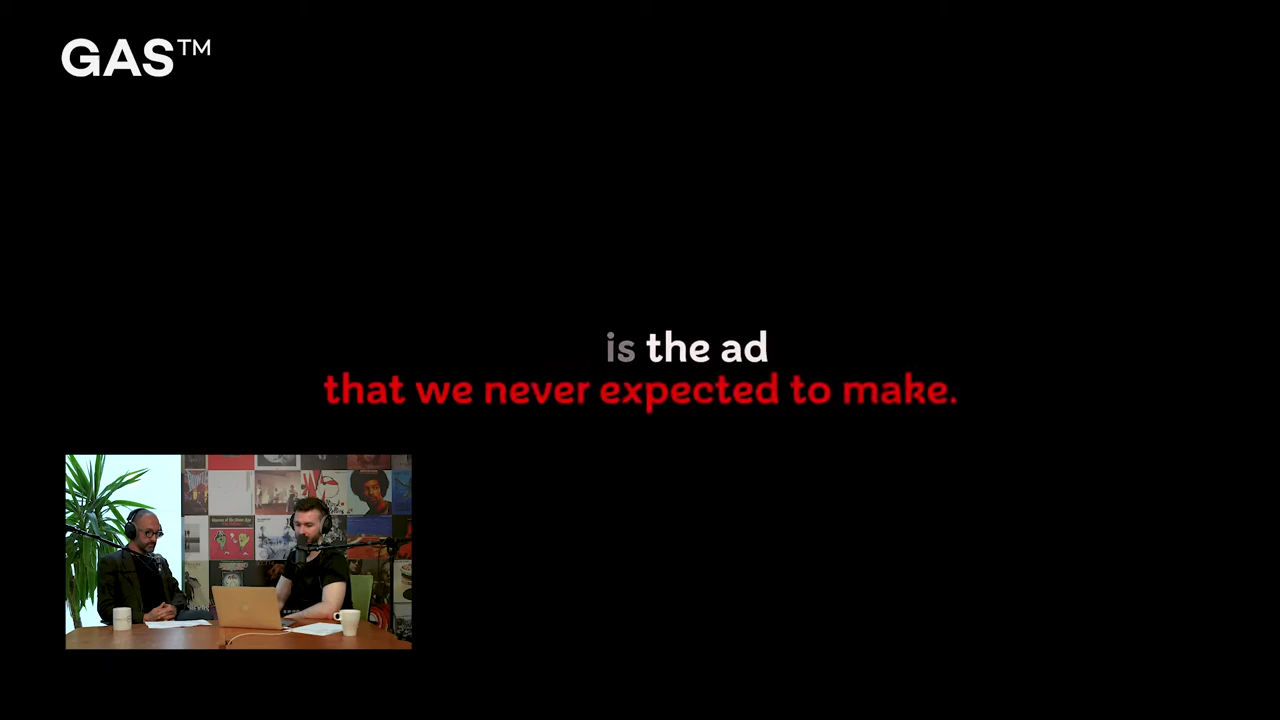 GAS™
is the ad
that we never expected to make.